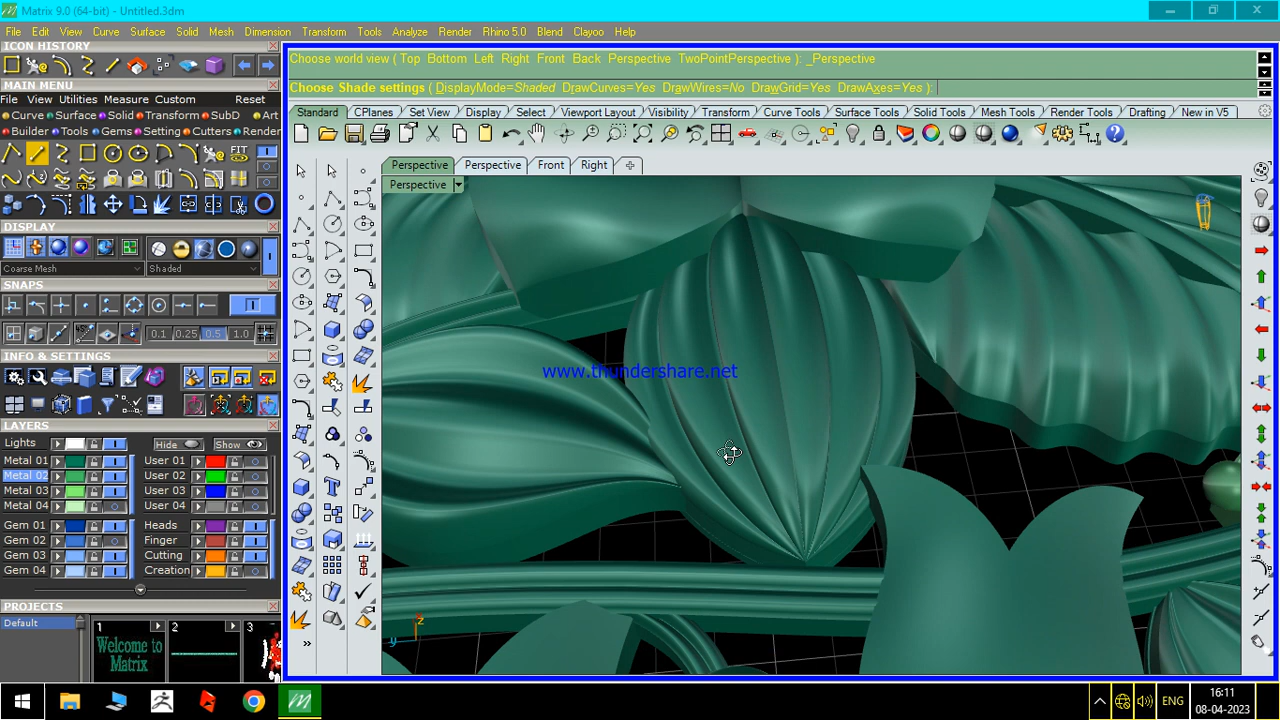 Matrix 9.0 (64-bit) - Untitled.3dm
File Edit View Curve Surface Solid Mesh Dimension Transform Tools Analyze Render Rhino 5.0 Blend Clayoo Help
ICON HISTORY
MAIN MENU
File View Utilities Measure Custom Reset
Curve Surface Solid Transform SubD Art
Builder Tools Gems Setting Cutters Render
FIT
DISPLAY
Coarse Mesh Shaded
SNAPS
0.1 0.25 0.5 1.0
INFO & SETTINGS
LAYERS
Lights Hide Show
Metal 01 User 01
Metal 02 User 02
Metal 03 User 03
Metal 04 User 04
Gem 01 Heads
Gem 02 Finger
Gem 03 Cutting
Gem 04 Creation
PROJECTS
Default
1 2 3
Welcome to Matrix
Choose world view ( Top Bottom Left Right Front Back Perspective TwoPointPerspective ): _Perspective
Choose Shade settings ( DisplayMode=Shaded DrawCurves=Yes DrawWires=No DrawGrid=Yes DrawAxes=Yes ):
Standard CPlanes Set View Display Select Viewport Layout Visibility Transform Curve Tools Surface Tools Solid Tools Mesh Tools Render Tools Drafting New in V5
Perspective Perspective Front Right
Perspective
www.thundershare.net
z
y
ENG
16:11
08-04-2023